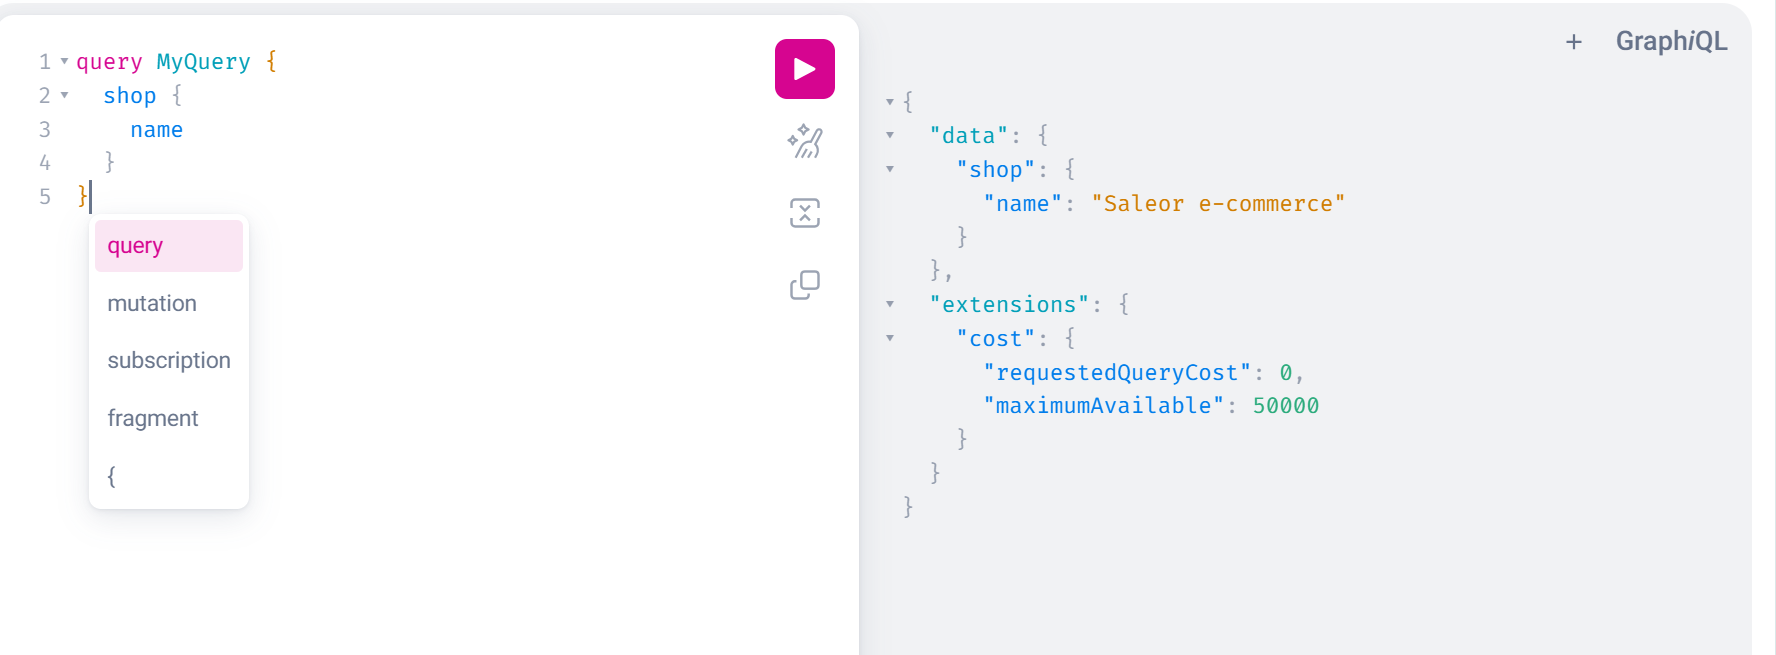 1 query MyQuery {
2 shop {
3 name
4 }
5 }
query
mutation
subscription
fragment
{
+ GraphiQL
{
"data": {
"shop": {
"name": "Saleor e-commerce"
}
},
"extensions": {
"cost": {
"requestedQueryCost": 0,
"maximumAvailable": 50000
}
}
}